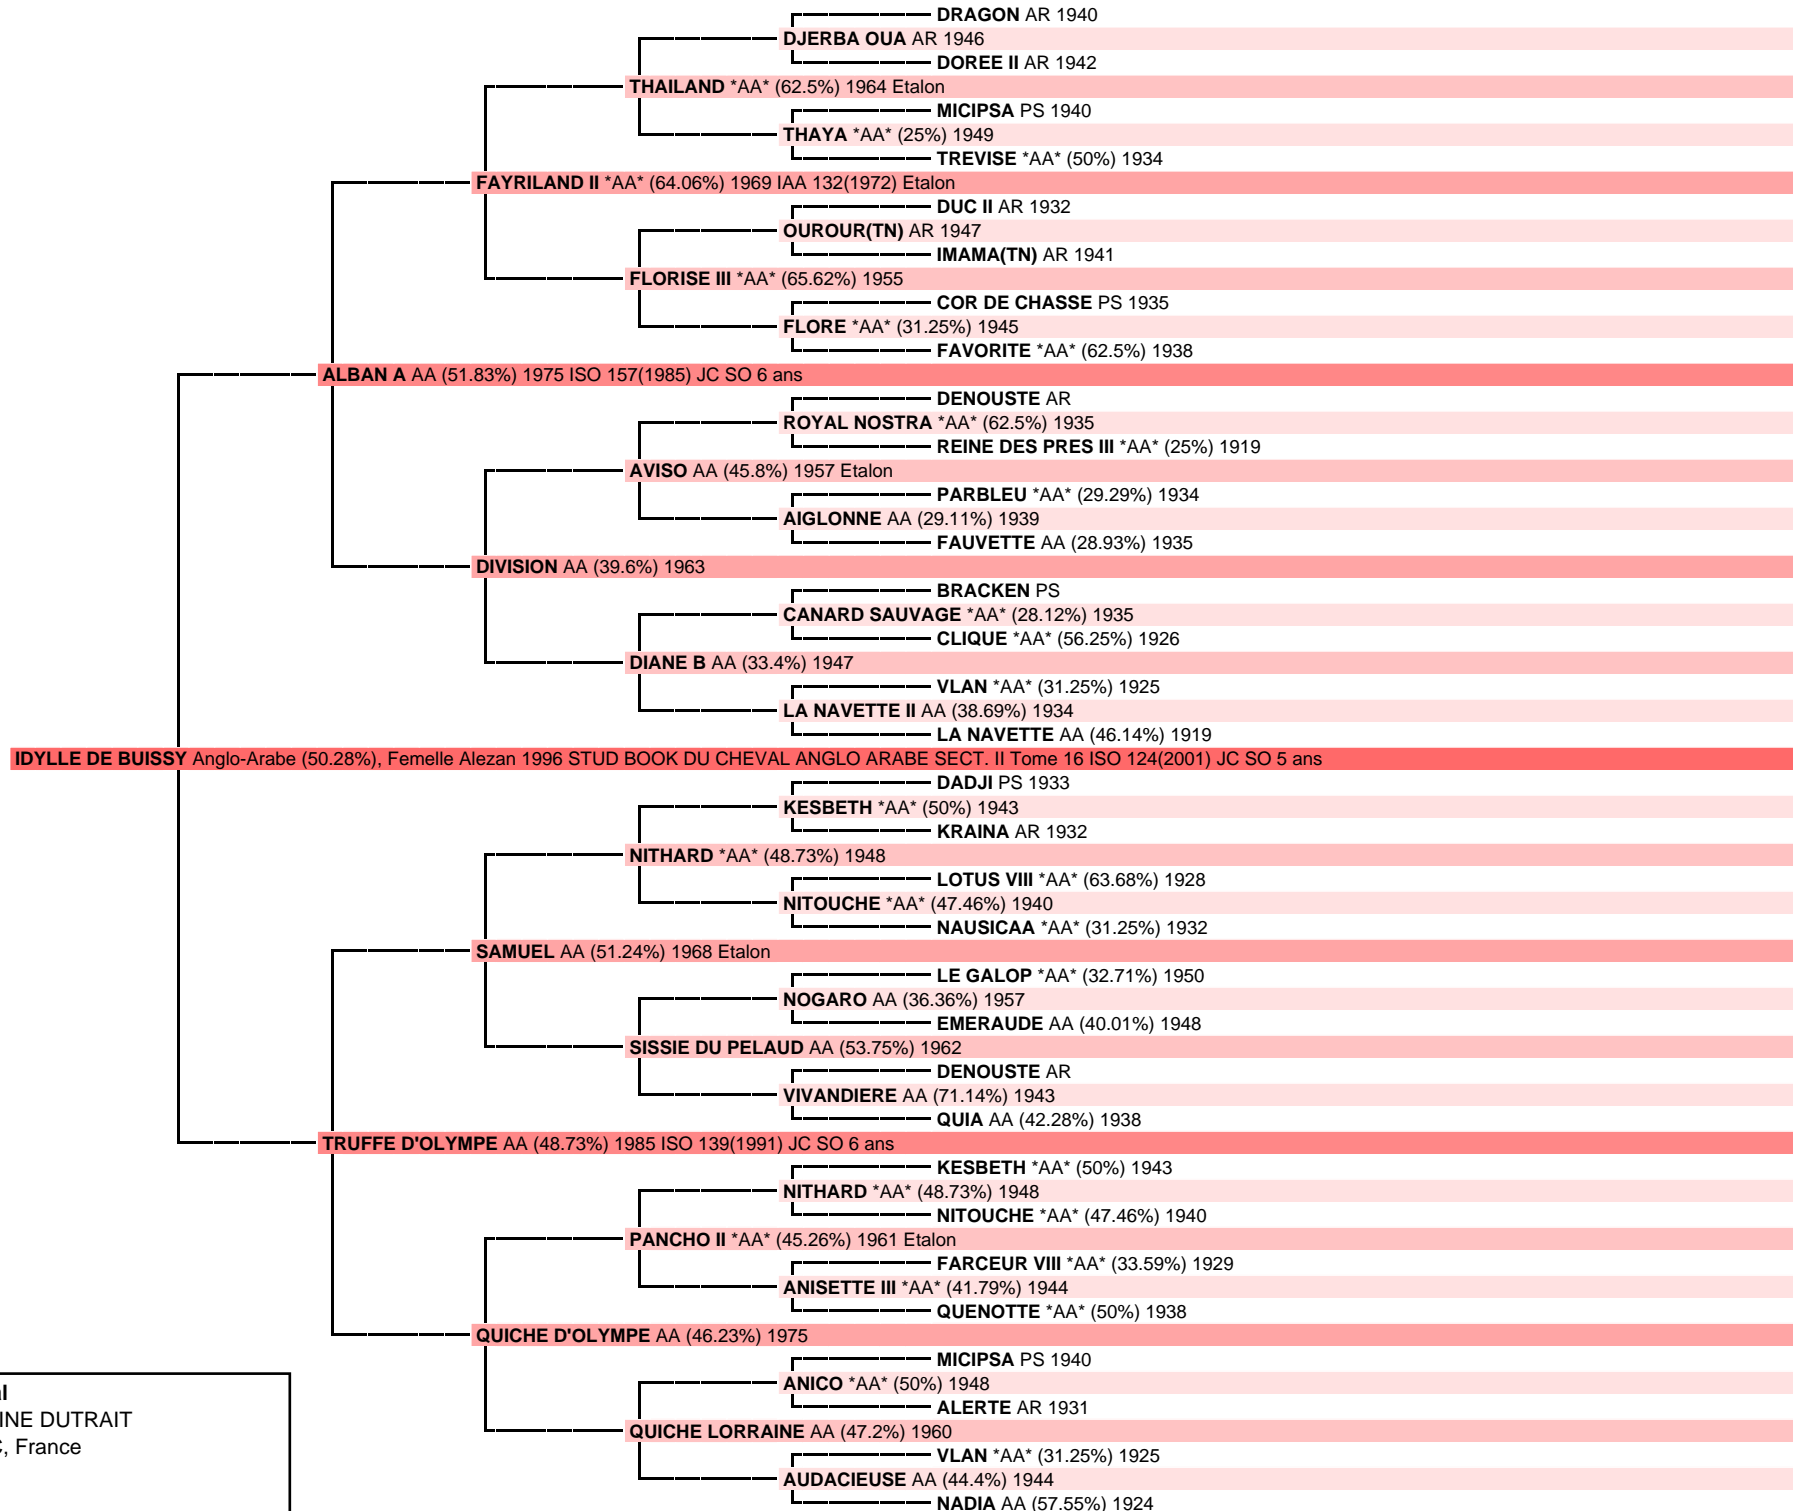 DRAGON AR 1940
DJERBA OUA AR 1946
DOREE II AR 1942
THAILAND *AA* (62.5%) 1964 Etalon
MICIPSA PS 1940
THAYA *AA* (25%) 1949
TREVISE *AA* (50%) 1934
FAYRILAND II *AA* (64.06%) 1969 IAA 132(1972) Etalon
DUC II AR 1932
OUROUR(TN) AR 1947
IMAMA(TN) AR 1941
FLORISE III *AA* (65.62%) 1955
COR DE CHASSE PS 1935
FLORE *AA* (31.25%) 1945
FAVORITE *AA* (62.5%) 1938
ALBAN A AA (51.83%) 1975 ISO 157(1985) JC SO 6 ans
DENOUSTE AR
ROYAL NOSTRA *AA* (62.5%) 1935
REINE DES PRES III *AA* (25%) 1919
AVISO AA (45.8%) 1957 Etalon
PARBLEU *AA* (29.29%) 1934
AIGLONNE AA (29.11%) 1939
FAUVETTE AA (28.93%) 1935
DIVISION AA (39.6%) 1963
BRACKEN PS
CANARD SAUVAGE *AA* (28.12%) 1935
CLIQUE *AA* (56.25%) 1926
DIANE B AA (33.4%) 1947
VLAN *AA* (31.25%) 1925
LA NAVETTE II AA (38.69%) 1934
LA NAVETTE AA (46.14%) 1919
IDYLLE DE BUISSY Anglo-Arabe (50.28%), Femelle Alezan 1996 STUD BOOK DU CHEVAL ANGLO ARABE SECT. II Tome 16 ISO 124(2001) JC SO 5 ans
DADJI PS 1933
KESBETH *AA* (50%) 1943
KRAINA AR 1932
NITHARD *AA* (48.73%) 1948
LOTUS VIII *AA* (63.68%) 1928
NITOUCHE *AA* (47.46%) 1940
NAUSICAA *AA* (31.25%) 1932
SAMUEL AA (51.24%) 1968 Etalon
LE GALOP *AA* (32.71%) 1950
NOGARO AA (36.36%) 1957
EMERAUDE AA (40.01%) 1948
SISSIE DU PELAUD AA (53.75%) 1962
DENOUSTE AR
VIVANDIERE AA (71.14%) 1943
QUIA AA (42.28%) 1938
TRUFFE D'OLYMPE AA (48.73%) 1985 ISO 139(1991) JC SO 6 ans
KESBETH *AA* (50%) 1943
NITHARD *AA* (48.73%) 1948
NITOUCHE *AA* (47.46%) 1940
PANCHO II *AA* (45.26%) 1961 Etalon
FARCEUR VIII *AA* (33.59%) 1929
ANISETTE III *AA* (41.79%) 1944
QUENOTTE *AA* (50%) 1938
QUICHE D'OLYMPE AA (46.23%) 1975
MICIPSA PS 1940
ANICO *AA* (50%) 1948
ALERTE AR 1931
QUICHE LORRAINE AA (47.2%) 1960
VLAN *AA* (31.25%) 1925
AUDACIEUSE AA (44.4%) 1944
NADIA AA (57.55%) 1924
DUTRAIT
France